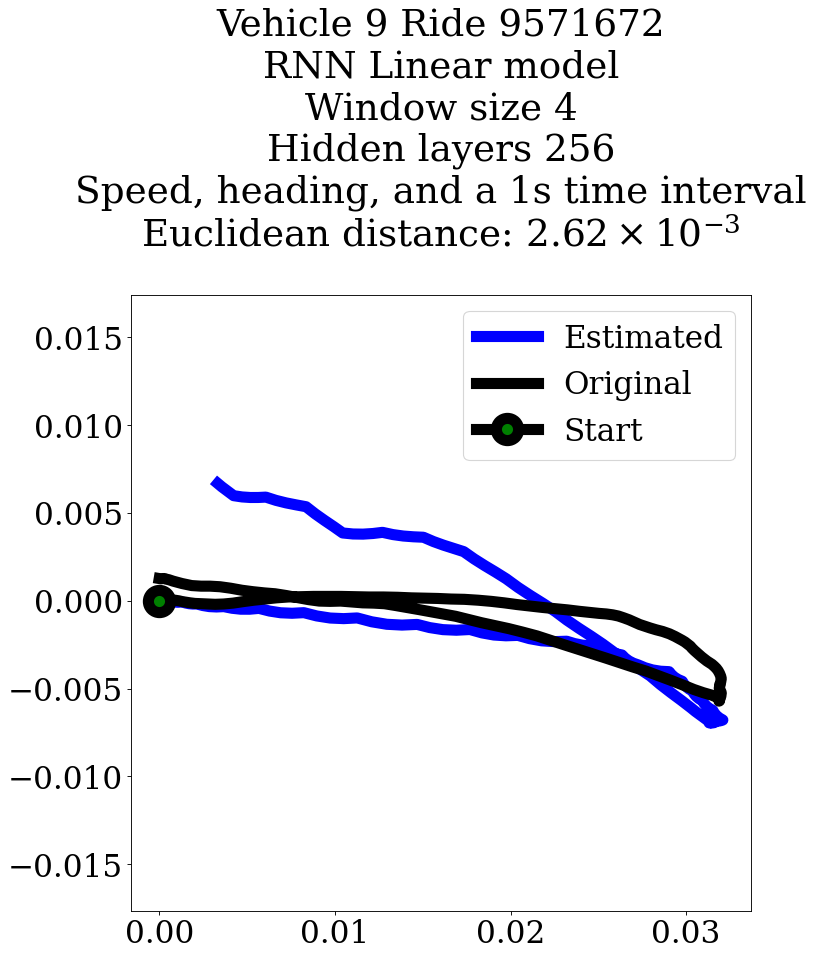 Vehicle 9 Ride 9571672
RNN Linear model
Window size 4
Hidden layers 256
Speed, heading, and a 1s time interval
Euclidean distance: 2.62 × 10⁻³
Estimated
Original
Start
0.015
0.010
0.005
0.000
−0.005
−0.010
−0.015
0.00 0.01 0.02 0.03